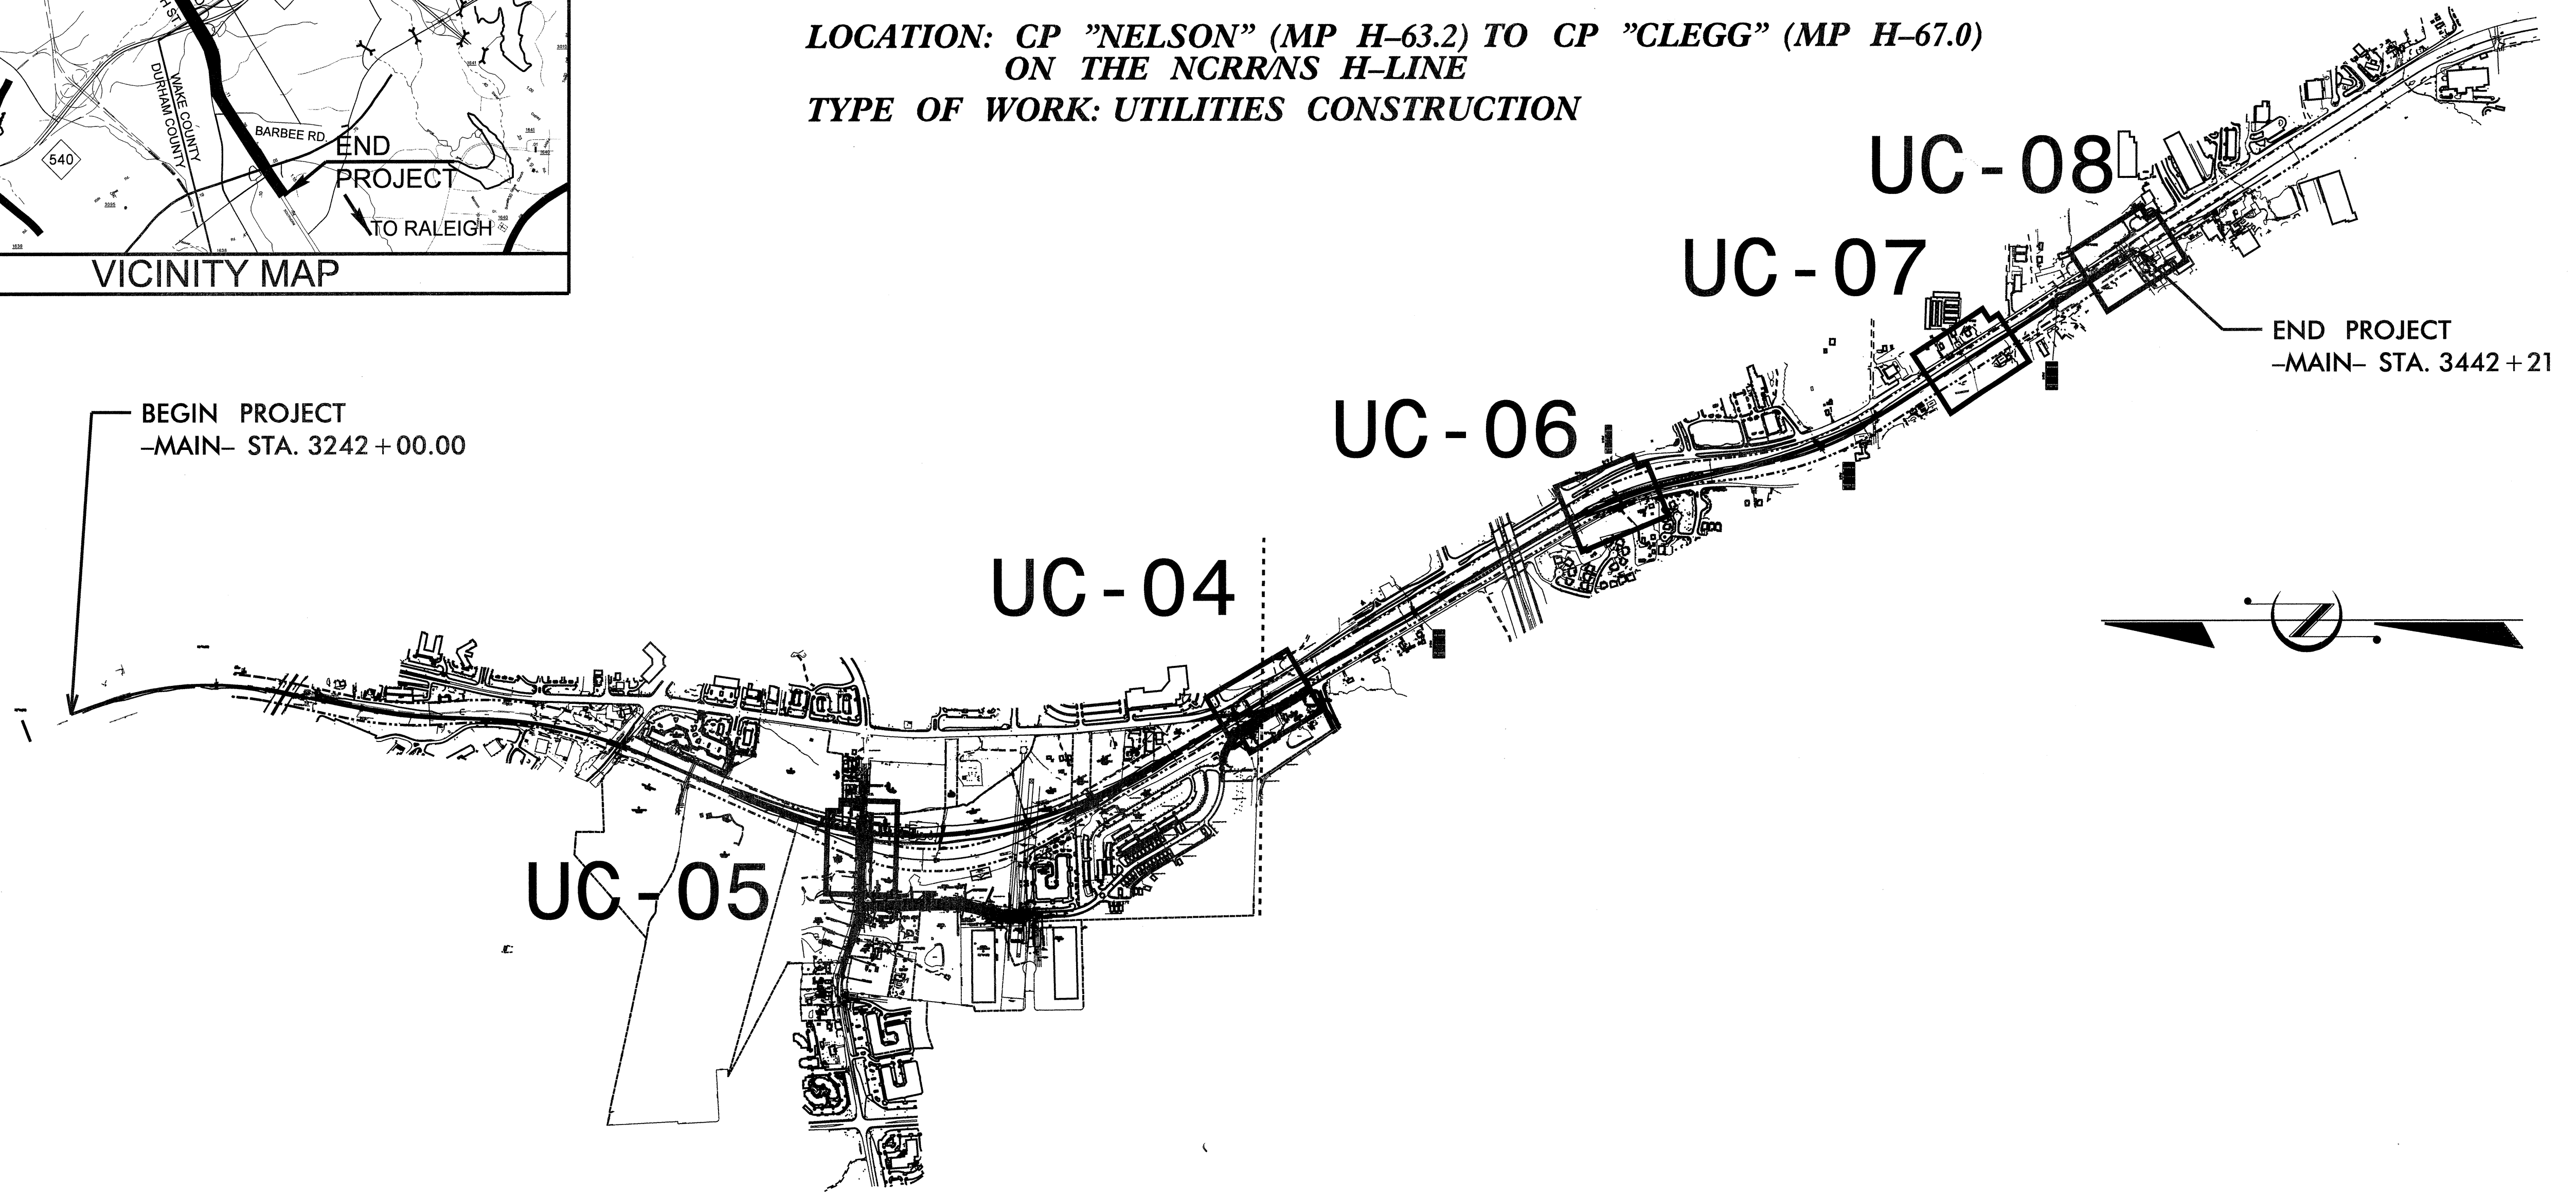 LOCATION: CP "NELSON" (MP H–63.2) TO CP "CLEGG" (MP H–67.0)
ON THE NCRR/NS H–LINE
TYPE OF WORK: UTILITIES CONSTRUCTION
WAKE COUNTY
DURHAM COUNTY
BARBEE RD.
540
END
PROJECT
TO RALEIGH
VICINITY MAP
UC-08
UC-07
END PROJECT
–MAIN– STA. 3442+21
BEGIN PROJECT
–MAIN– STA. 3242+00.00
UC-06
UC-04
UC-05